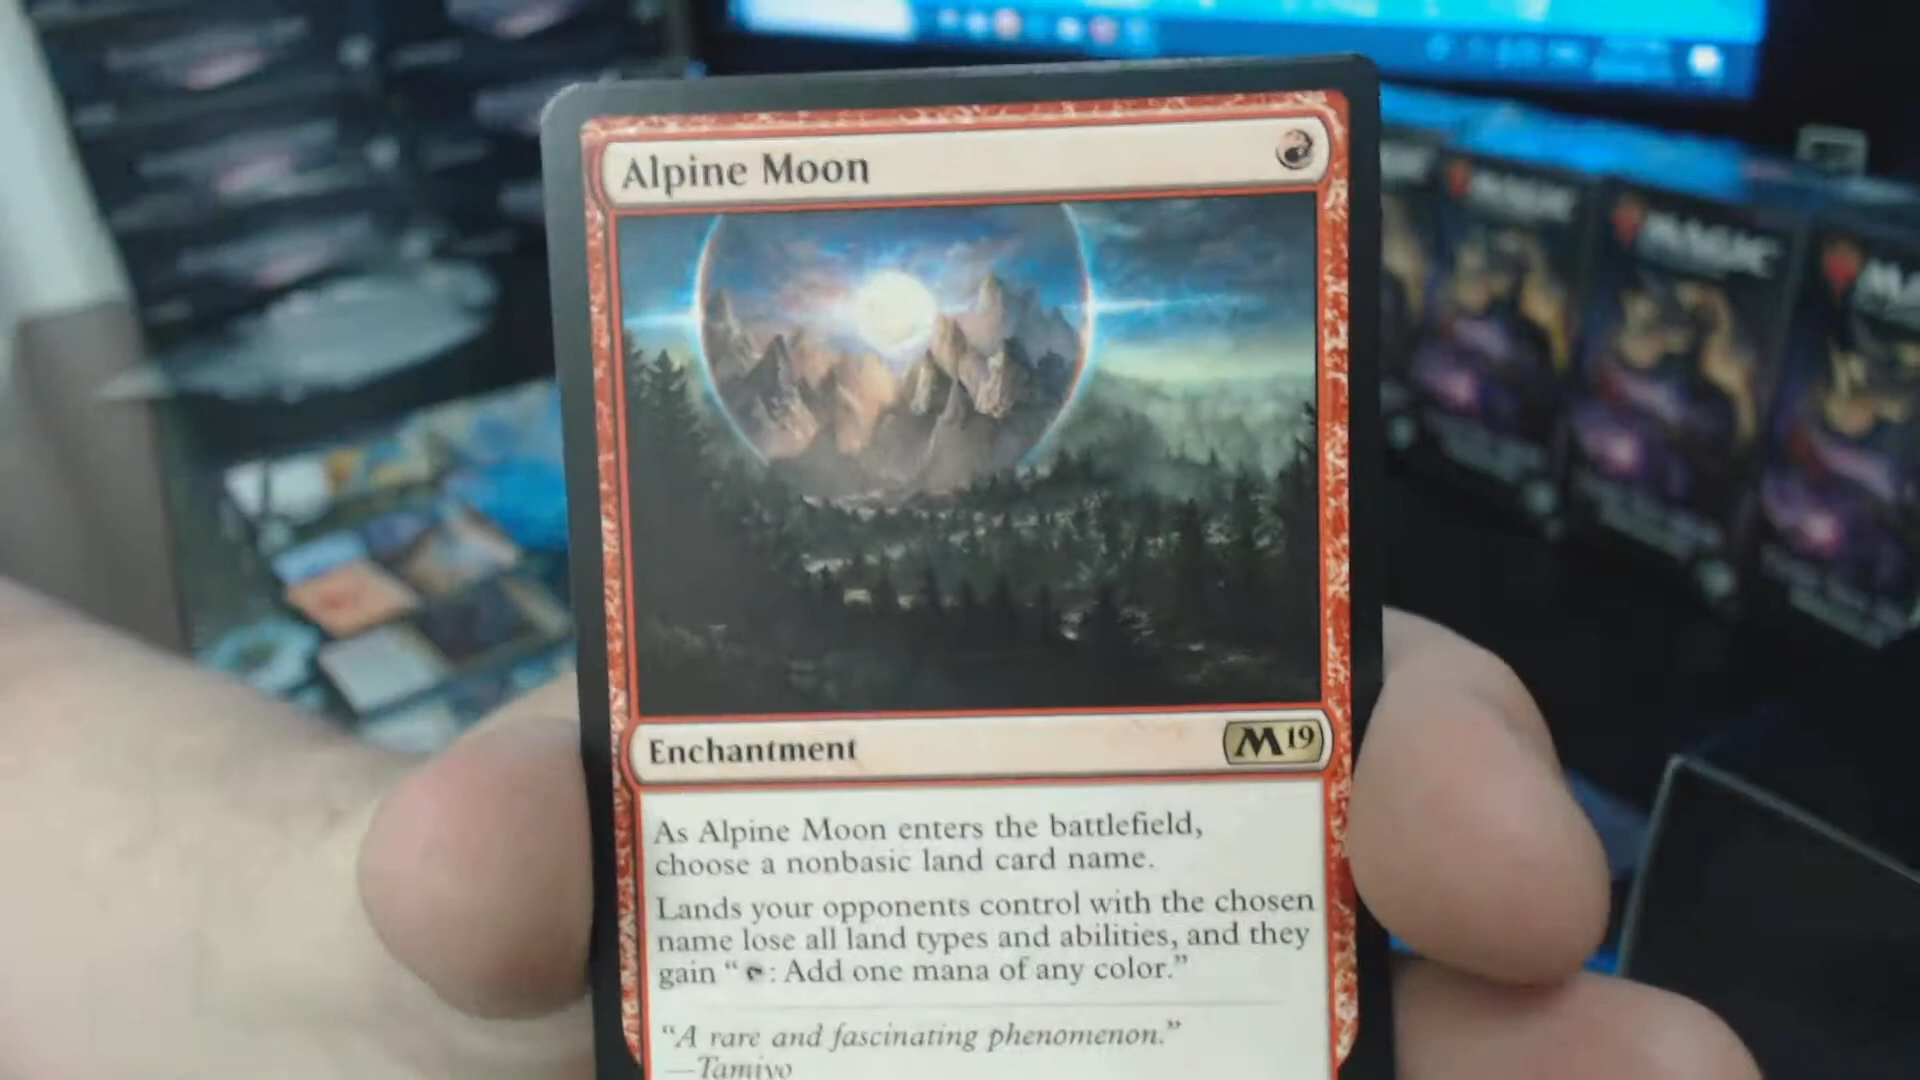 Alpine Moon
MAGIC
MAGIC
Enchantment
M19
As Alpine Moon enters the battlefield,
choose a nonbasic land card name.
Lands your opponents control with the chosen
name lose all land types and abilities, and they
gain “ : Add one mana of any color.”
“A rare and fascinating phenomenon.”
—Tamiyo